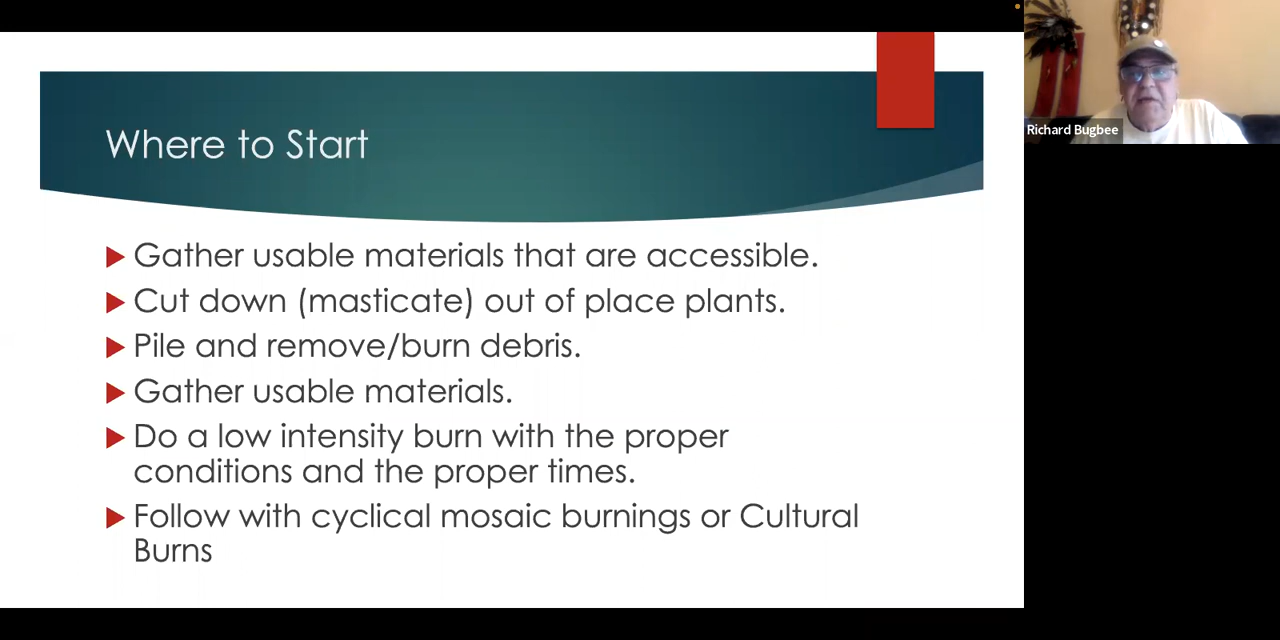 Where to Start
Gather usable materials that are accessible.
Cut down (masticate) out of place plants.
Pile and remove/burn debris.
Gather usable materials.
Do a low intensity burn with the proper
conditions and the proper times.
Follow with cyclical mosaic burnings or Cultural
Burns
Richard Bugbee